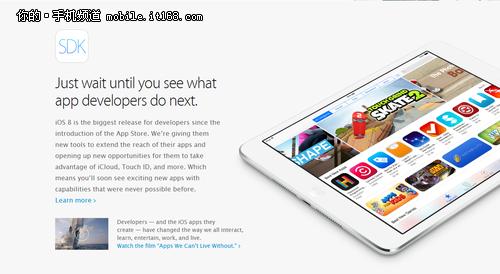 你的·手机频道 mobile.it168.com
SDK
Just wait until you see what
app developers do next.
iOS 8 is the biggest release for developers since the
introduction of the App Store. We're giving them
new tools to extend the reach of their apps and
opening up new opportunities for them to take
advantage of iCloud, Touch ID, and more. Which
means you'll soon see exciting new apps with
capabilities that were never possible before.
Learn more ›
Developers — and the iOS apps they
create — have changed the way we all interact,
learn, entertain, work, and live.
Watch the film "Apps We Can't Live Without." ›
SKATE 2
SHAPE